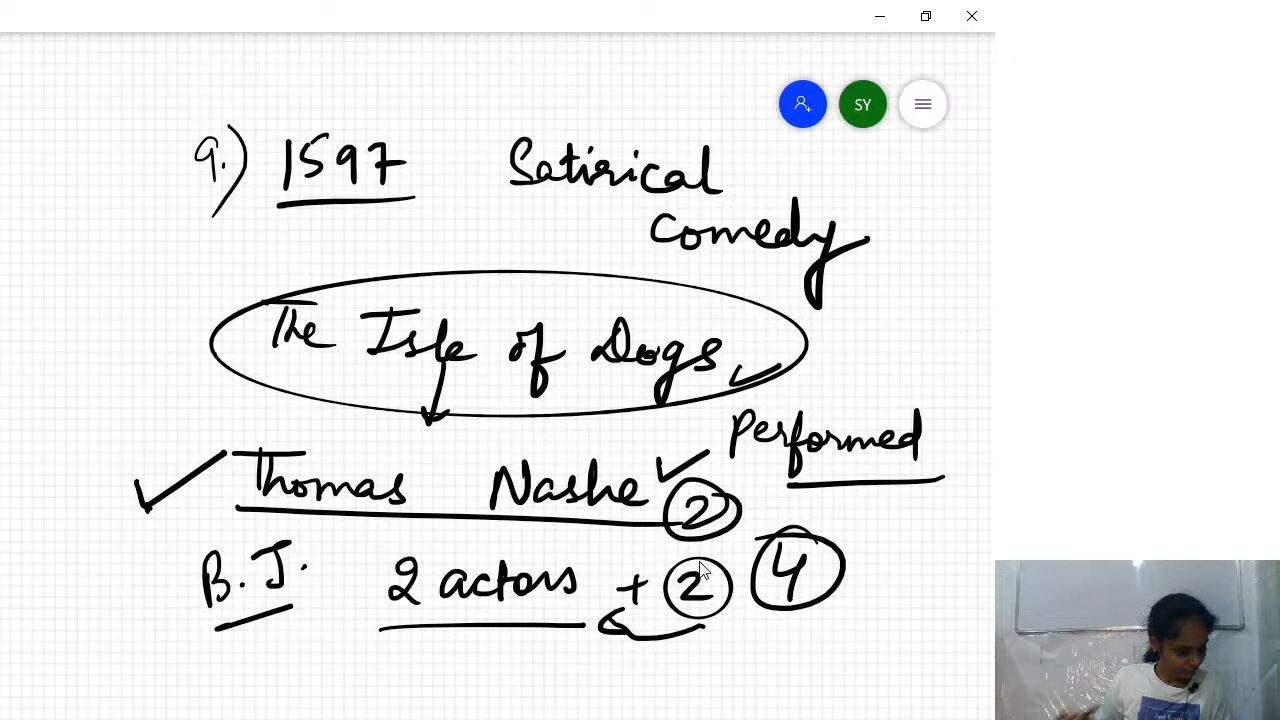 SY
9.) 1597 Satirical
Comedy
The Isle of Dogs
Performed
Thomas Nashe 2
B.J. 2 actors + 2 4